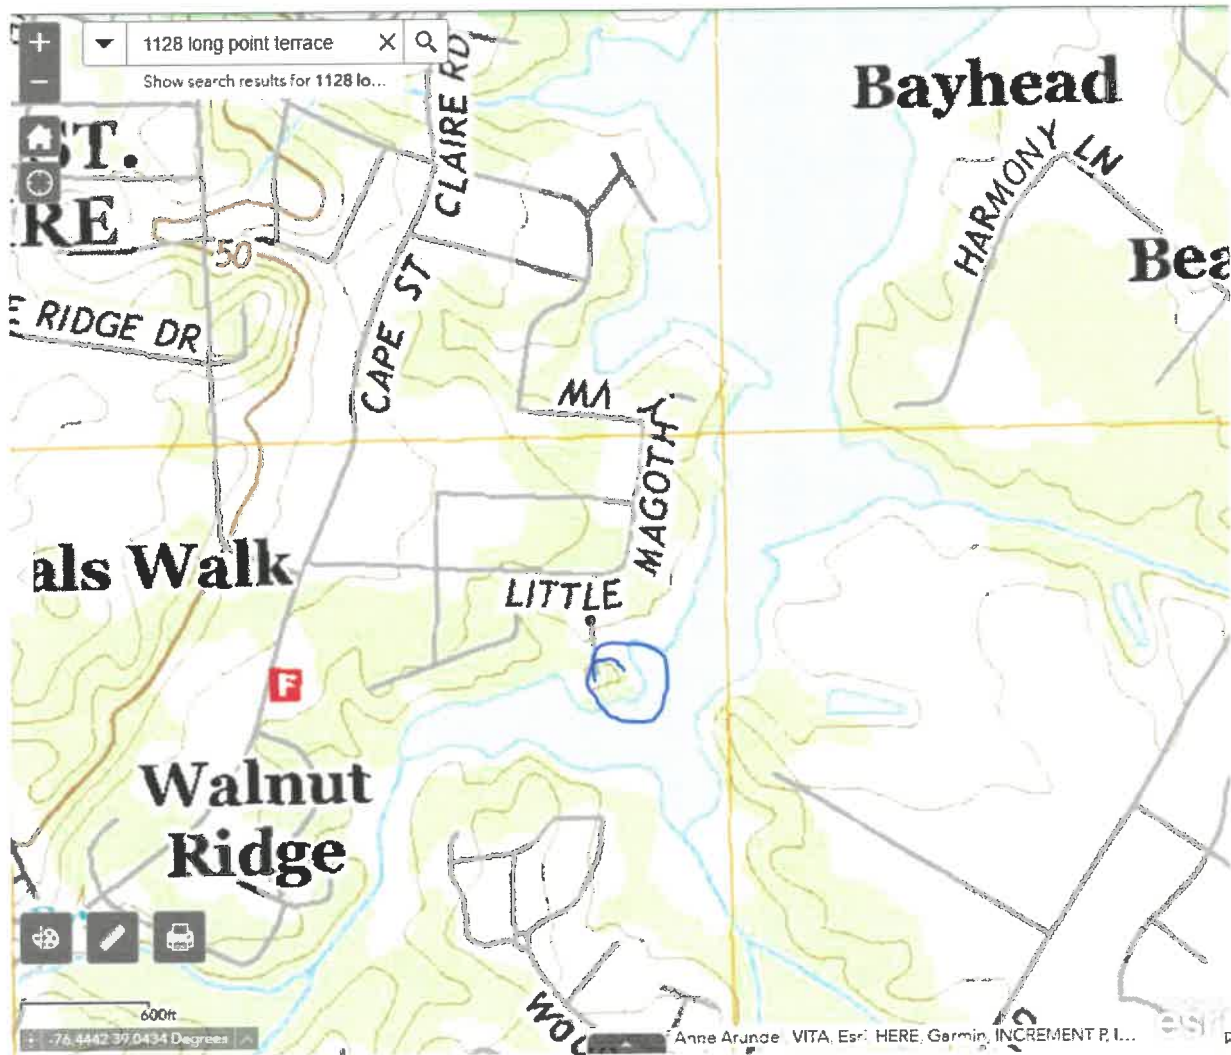 1128 long point terrace
Show search results for 1128 lo...
CLAIRE RD
Bayhead
ST.
HARMONY LN
RE
50
Bea
CAPE ST
E RIDGE DR
MAGOTHY
als Walk
LITTLE
F
Walnut
Ridge
600ft
-76.4442 39.0434 Degrees
Anne Arundel, VITA, Esri, HERE, Garmin, INCREMENT P, I...
esri